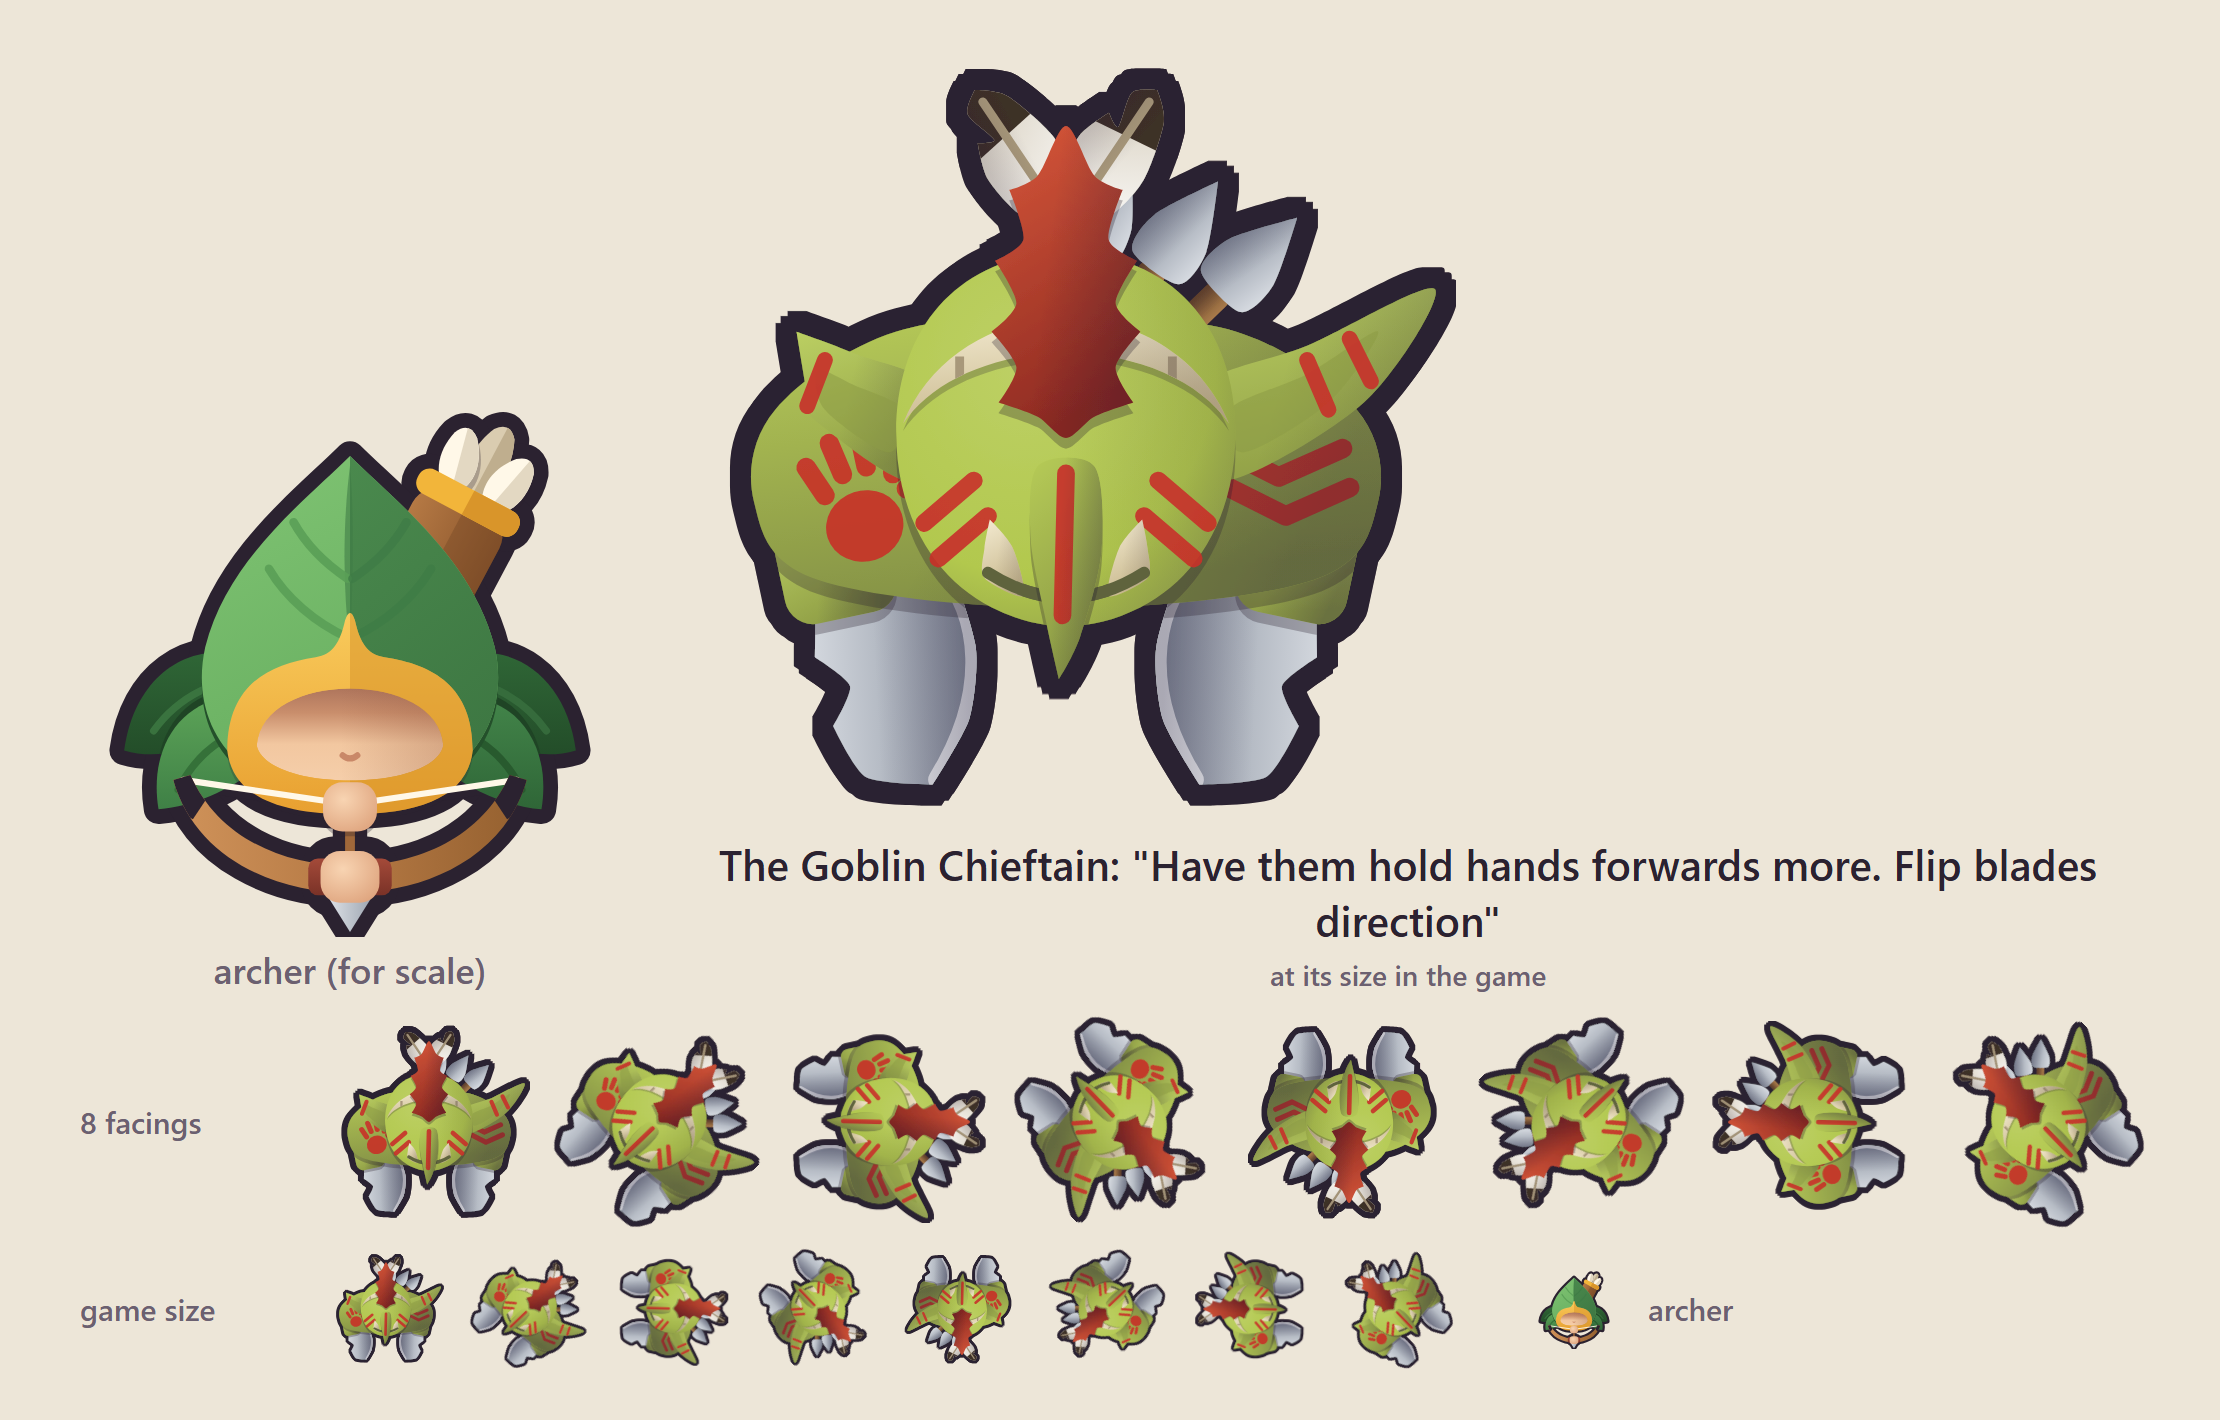 The Goblin Chieftain: "Have them hold hands forwards more. Flip blades
direction"
archer (for scale)
at its size in the game
8 facings
game size
archer